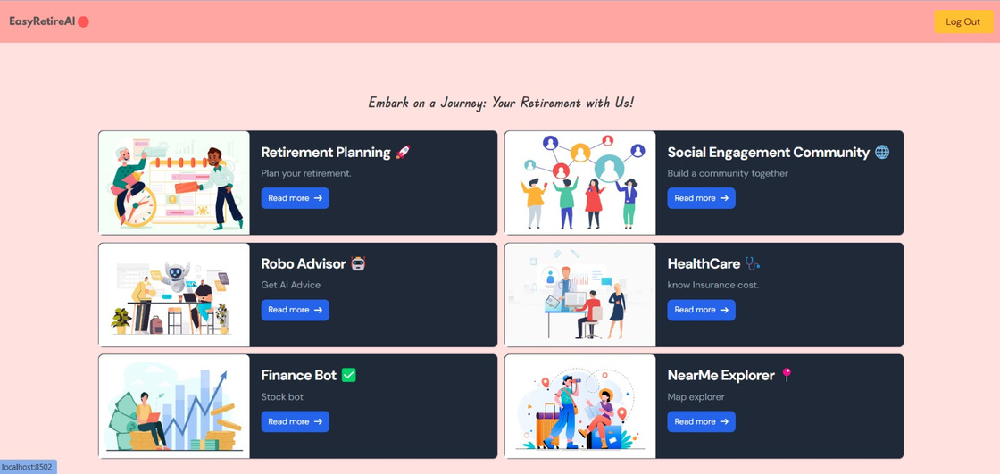 EasyRetireAI
Log Out
Embark on a Journey: Your Retirement with Us!
Retirement Planning 🚀
Plan your retirement.
Read more →
Social Engagement Community 🌐
Build a community together
Read more →
Robo Advisor 🤖
Get Ai Advice
Read more →
HealthCare 🩺
know Insurance cost.
Read more →
Finance Bot ✅
Stock bot
Read more →
NearMe Explorer 📍
Map explorer
Read more →
localhost:8502